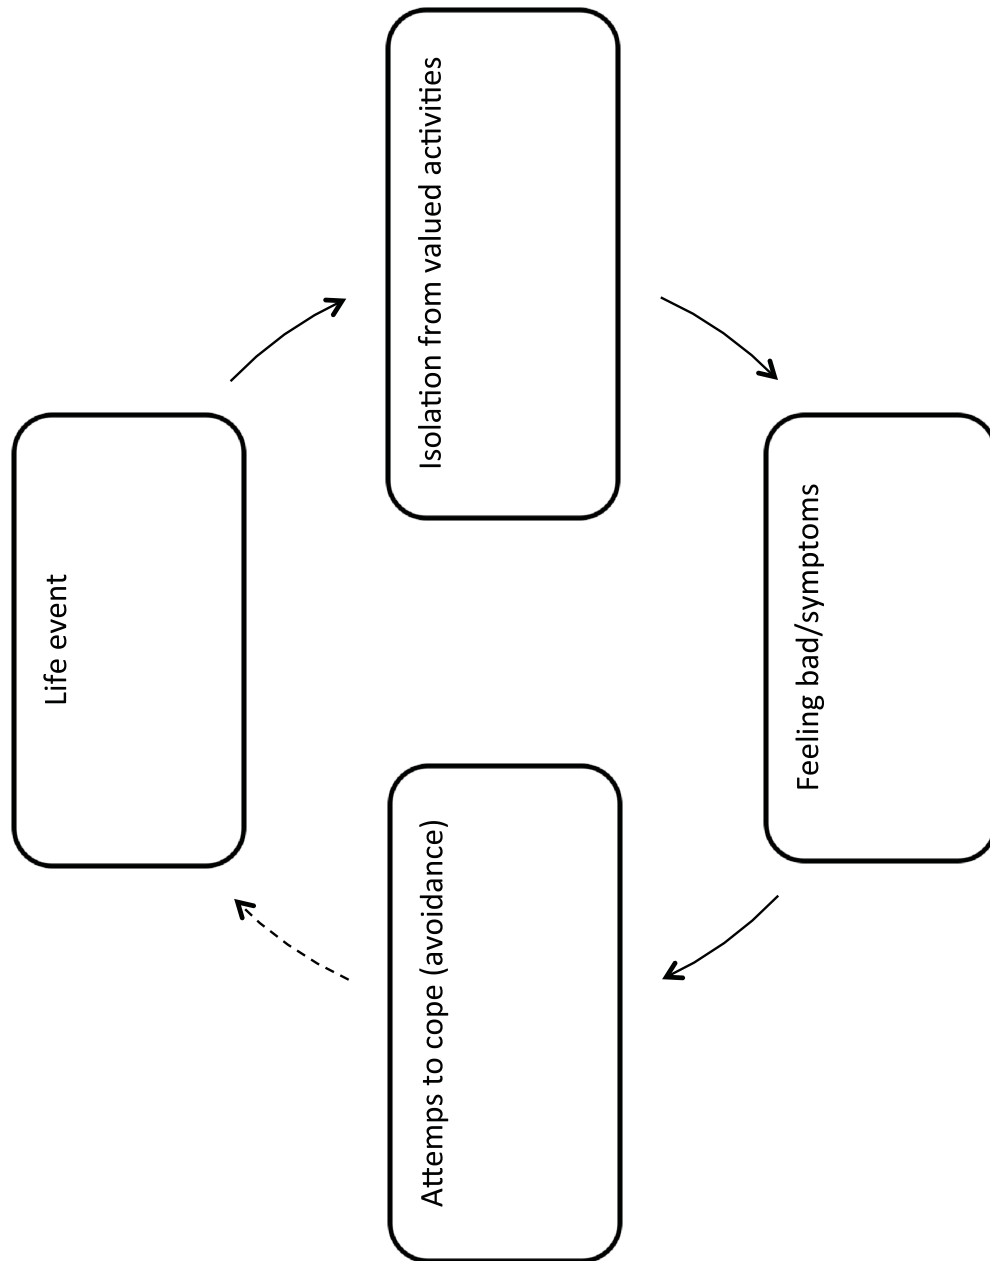 Life event
Isolation from valued activities
Feeling bad/symptoms
Attemps to cope (avoidance)